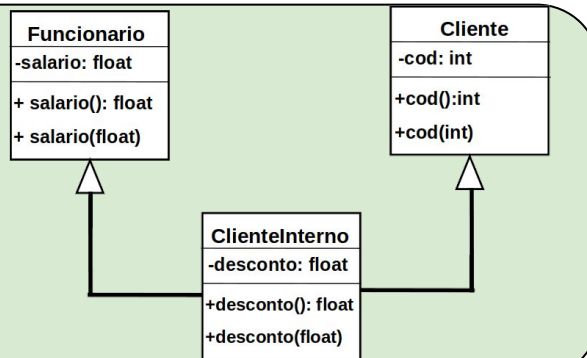 Funcionario
-salario: float
+ salario(): float
+ salario(float)
Cliente
-cod: int
+cod():int
+cod(int)
ClienteInterno
-desconto: float
+desconto(): float
+desconto(float)